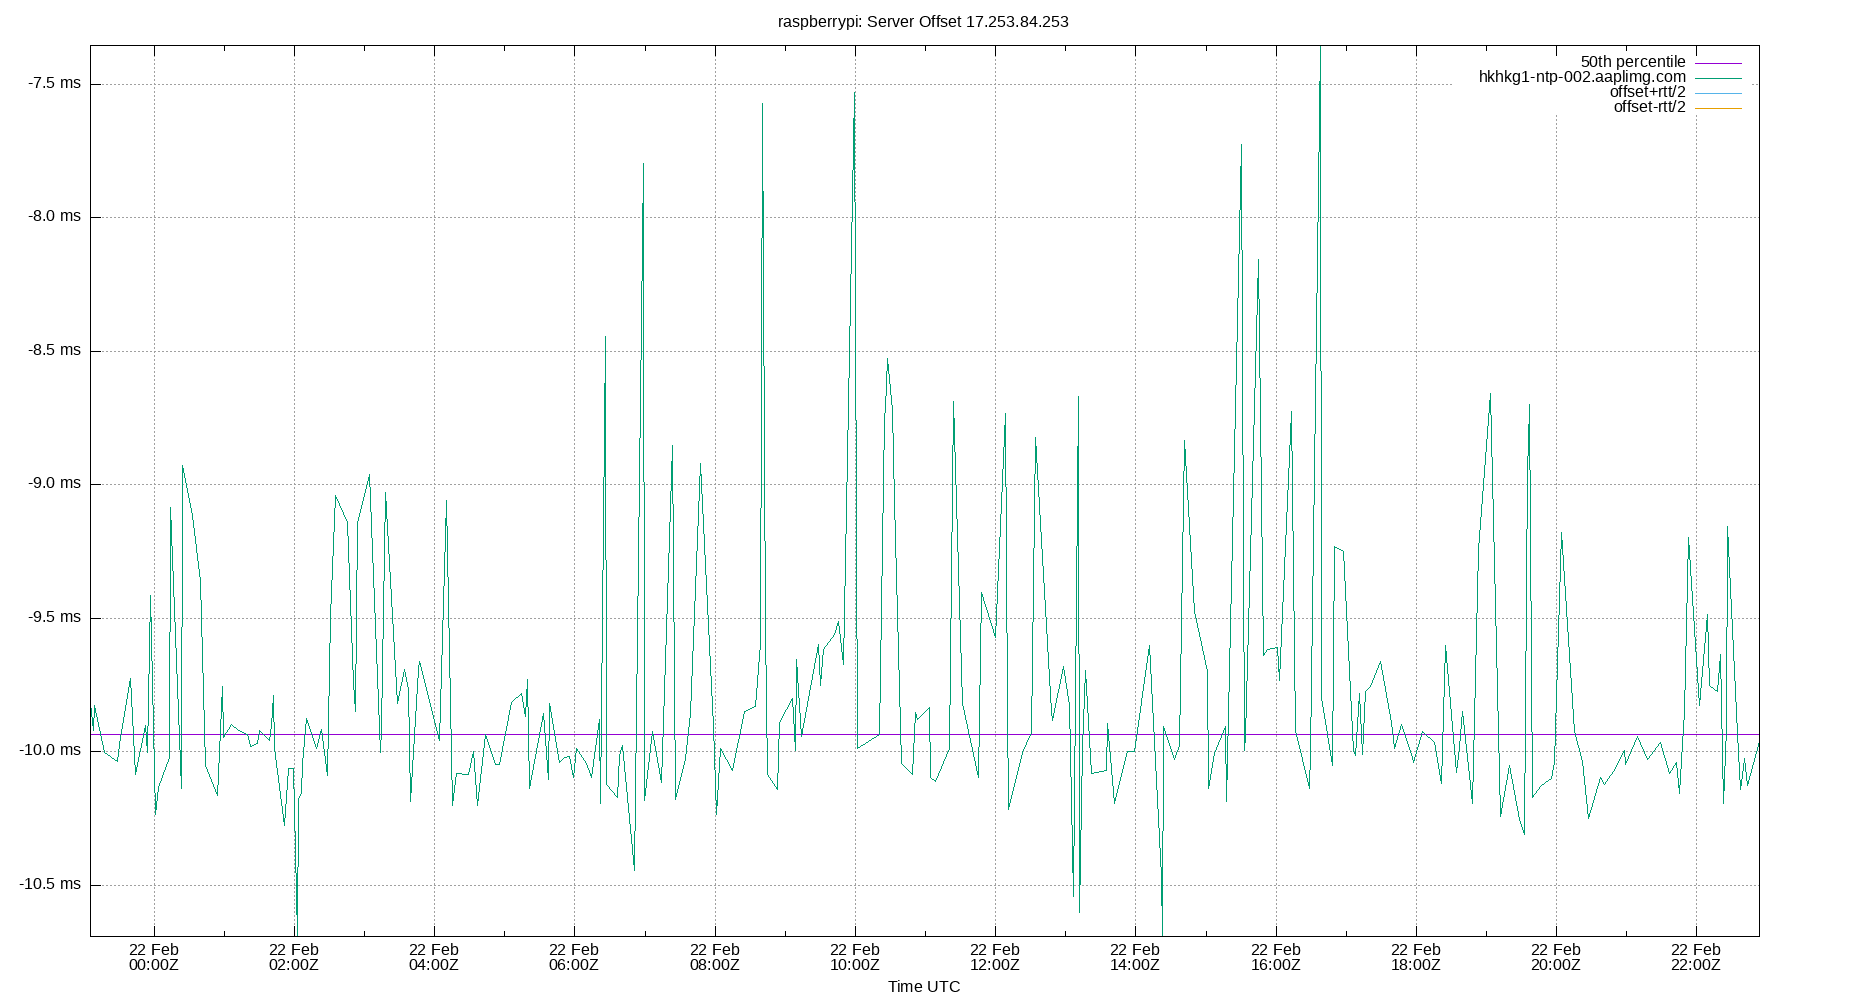 raspberrypi: Server Offset 17.253.84.253
50th percentile
hkhkg1-ntp-002.aaplimg.com
offset+rtt/2
offset-rtt/2
-7.5 ms
-8.0 ms
-8.5 ms
-9.0 ms
-9.5 ms
-10.0 ms
-10.5 ms
22 Feb 22 Feb 22 Feb 22 Feb 22 Feb 22 Feb 22 Feb 22 Feb 22 Feb 22 Feb 22 Feb 22 Feb
00:00Z 02:00Z 04:00Z 06:00Z 08:00Z 10:00Z 12:00Z 14:00Z 16:00Z 18:00Z 20:00Z 22:00Z
Time UTC